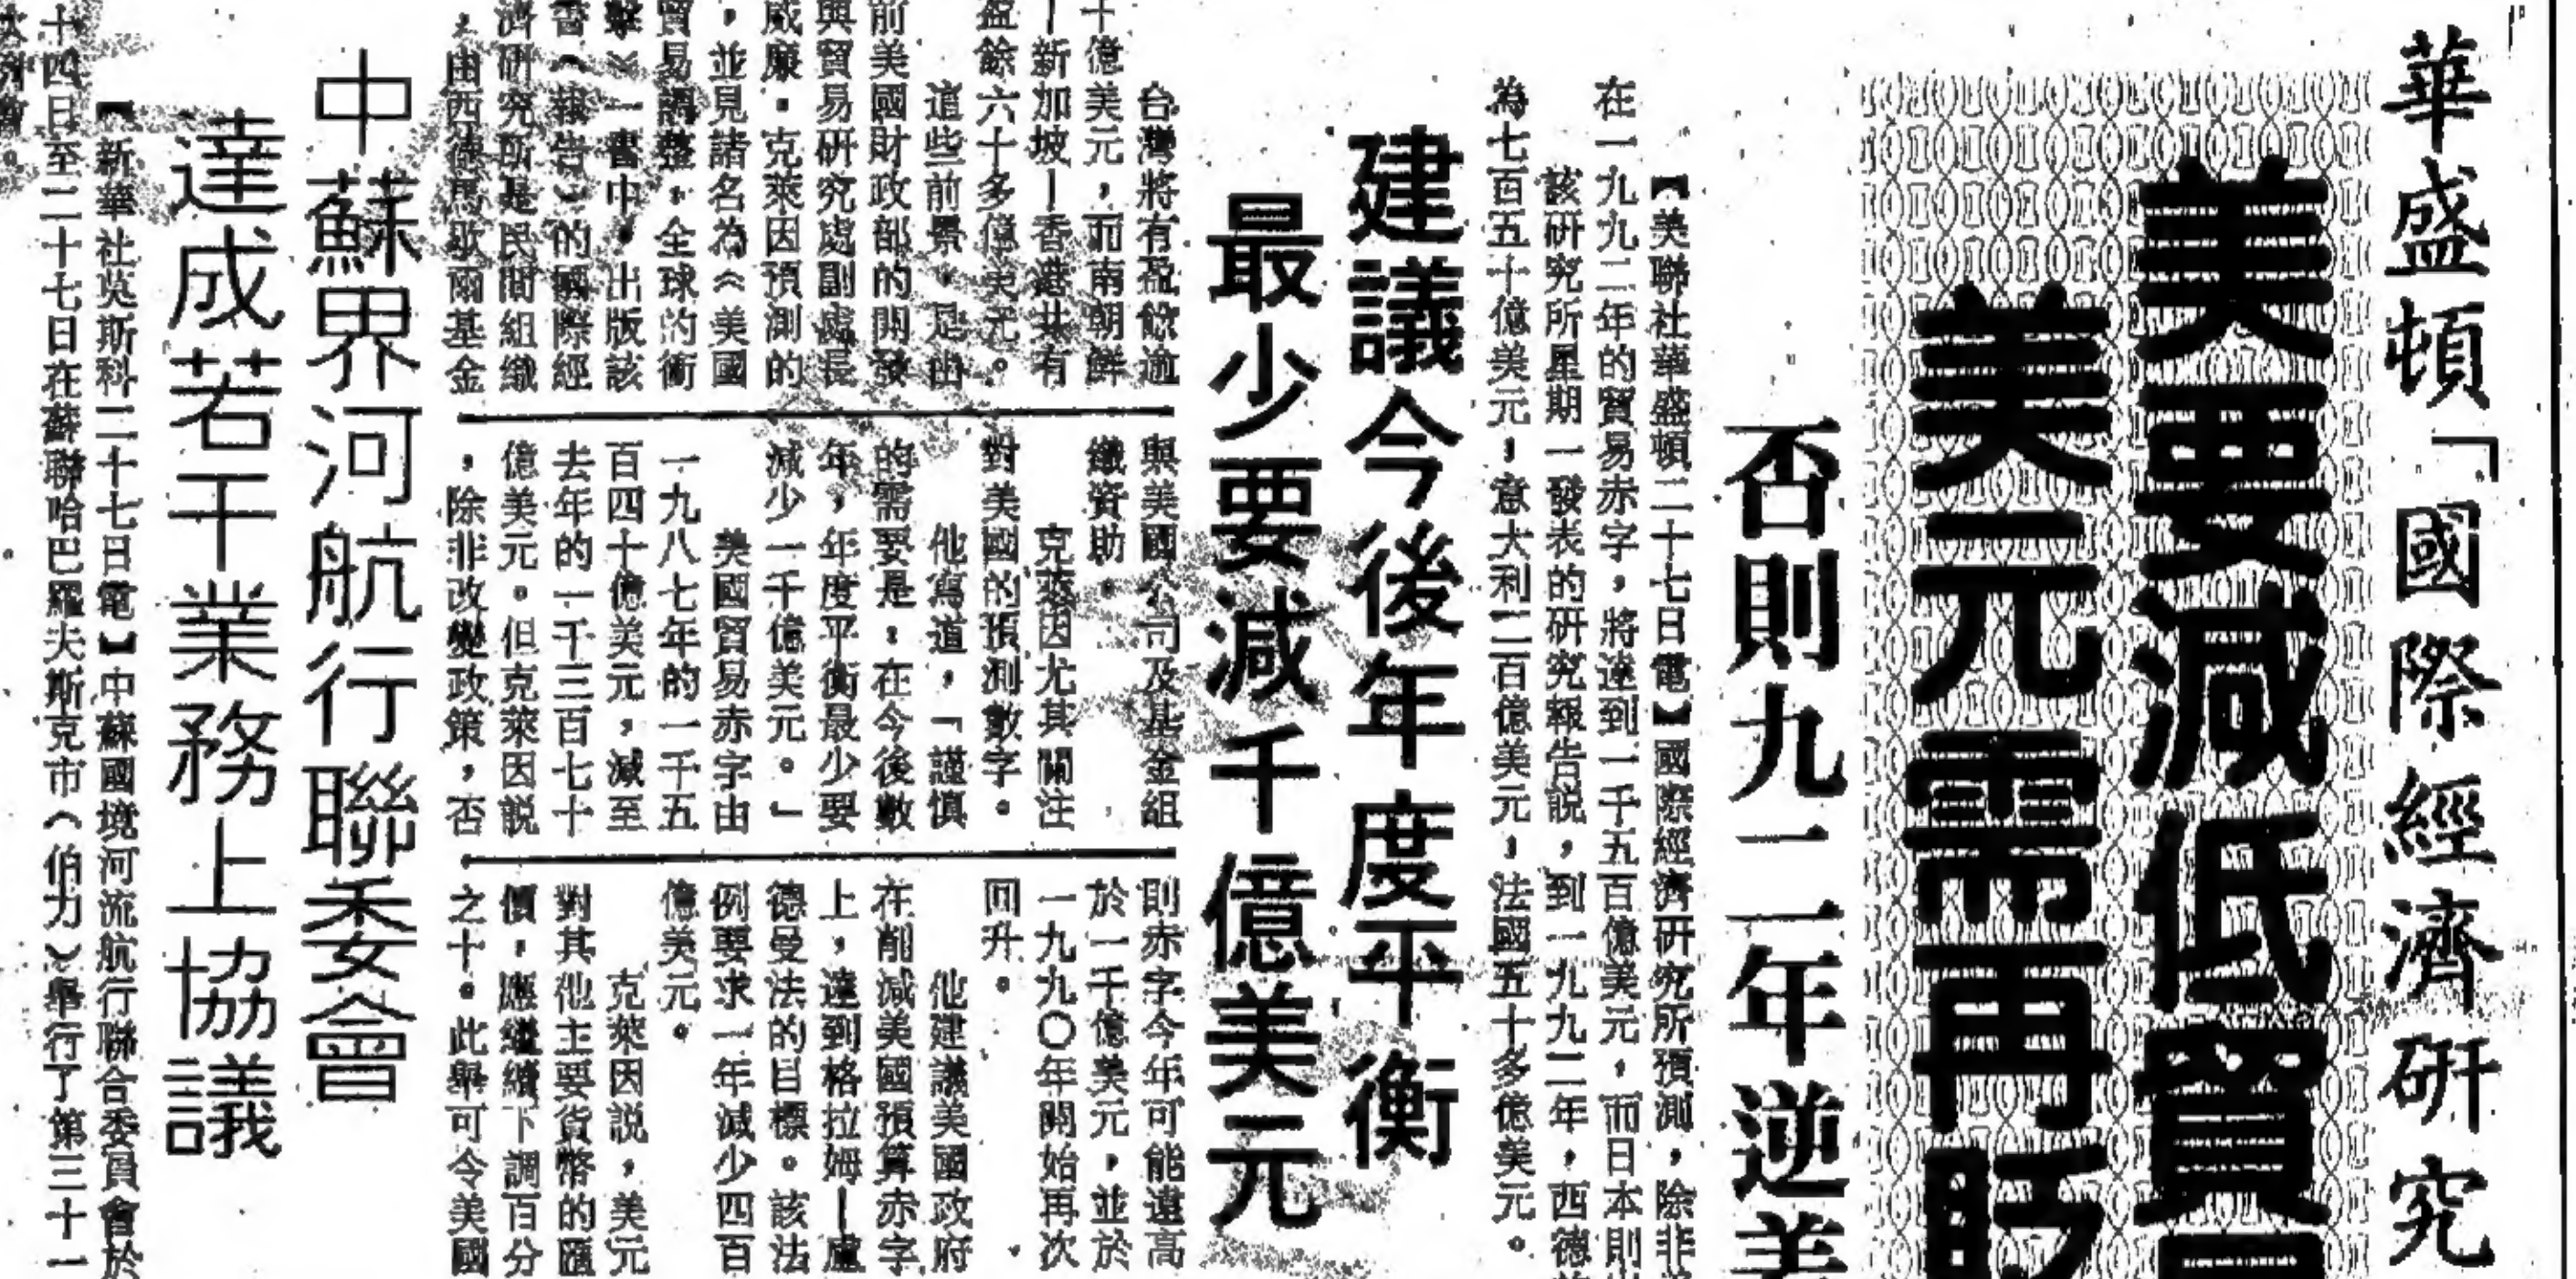 華盛頓「國際經濟研究
美要減低貿
美元需再貶
否則九二年逆差
【美聯社華盛頓二十七日電】國際經濟研究所預測，除非
在一九九二年的貿易赤字，將達到一千五百億美元，而日本則
該研究所星期一發表的研究報告說，到一九九二年，西德
為七百五十億美元，意大利二百億美元，法國五十多億美元。
建議今後年度平衡
最少要減千億美元
台灣將有盈餘逾
十億美元，而南朝鮮
｜新加坡｜香港共有
盈餘六十多億美元。
這些前景，是由
前美國財政部的開發
與貿易研究處副處長
威廉．克萊因預測的
，並見諸名為《美國
貿易調整，全球的衝
擊》一書中，出版該
書（報告）的國際經
濟研究所是民間組織
，由西德馬歇爾基金
與美國公司及基金組
織資助。
克萊因尤其關注
對美國的預測數字。
他寫道，「謹慎
的需要是：在今後數
年，年度平衡最少要
減少一千億美元。」
美國貿易赤字由
一九八七年的一千五
百四十億美元，減至
去年的一千三百七十
億美元。但克萊因說
，除非改變政策，否
則赤字今年可能遠高
於一千億美元，並於
一九九〇年開始再次
回升。
他建議美國政府
在削減美國預算赤字
上，達到格拉姆｜盧
德曼法的目標。該法
例要求一年減少四百
億美元。
克萊因說，美元
對其他主要貨幣的匯
價，應繼續下調百分
之十。此舉可令美國
中蘇界河航行聯委會
達成若干業務上協議
【新華社莫斯科二十七日電】中蘇國境河流航行聯合委員會於
十四日至二十七日在蘇聯哈巴羅夫斯克市（伯力）舉行了第三十一